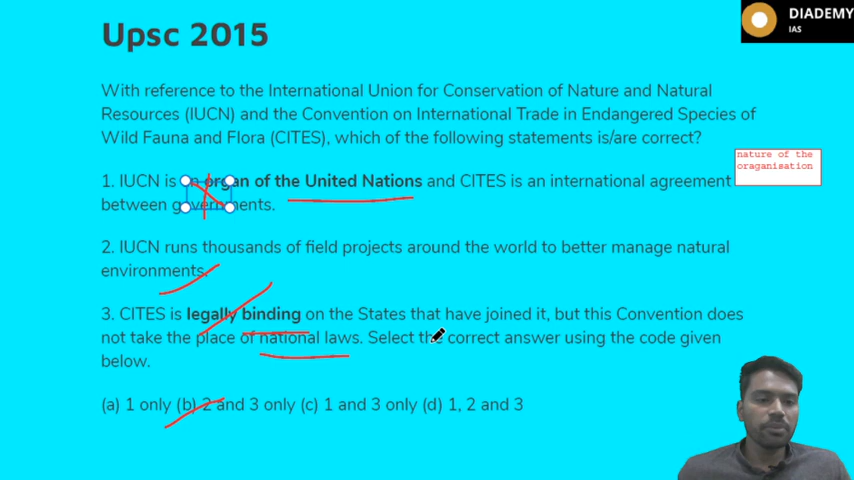 Upsc 2015
DIADEMY
IAS
With reference to the International Union for Conservation of Nature and Natural
Resources (IUCN) and the Convention on International Trade in Endangered Species of
Wild Fauna and Flora (CITES), which of the following statements is/are correct?
nature of the
oraganisation
1. IUCN is an organ of the United Nations and CITES is an international agreement
between governments.
2. IUCN runs thousands of field projects around the world to better manage natural
environments.
3. CITES is legally binding on the States that have joined it, but this Convention does
not take the place of national laws. Select the correct answer using the code given
below.
(a) 1 only (b) 2 and 3 only (c) 1 and 3 only (d) 1, 2 and 3